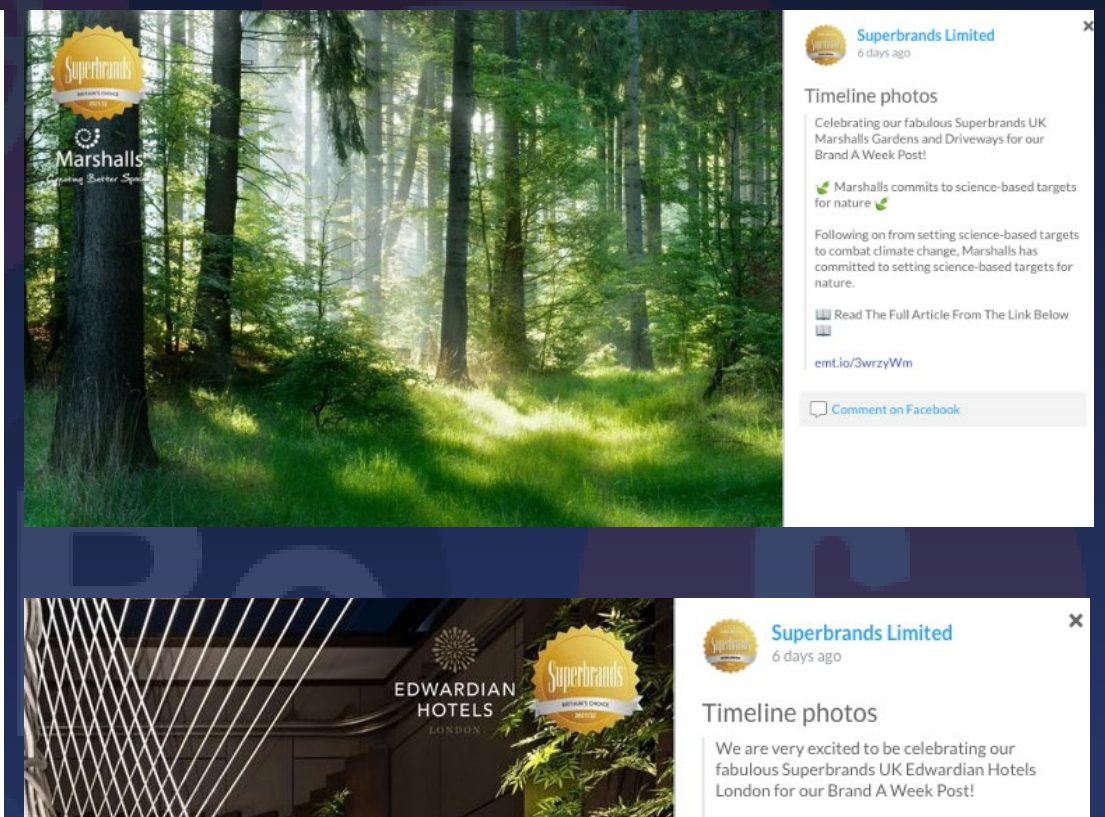 Superbrands
BRITAIN'S CHOICE
2021/22
Marshalls
Creating Better Spaces
Superbrands Limited
6 days ago
Timeline photos
Celebrating our fabulous Superbrands UK
Marshalls Gardens and Driveways for our
Brand A Week Post!
🌿 Marshalls commits to science-based targets
for nature 🌿
Following on from setting science-based targets
to combat climate change, Marshalls has
committed to setting science-based targets for
nature.
📖 Read The Full Article From The Link Below
📖
emt.io/3wrzyWm
Comment on Facebook
EDWARDIAN
HOTELS
LONDON
Superbrands
BRITAIN'S CHOICE
2021/22
Superbrands Limited
6 days ago
Timeline photos
We are very excited to be celebrating our
fabulous Superbrands UK Edwardian Hotels
London for our Brand A Week Post!